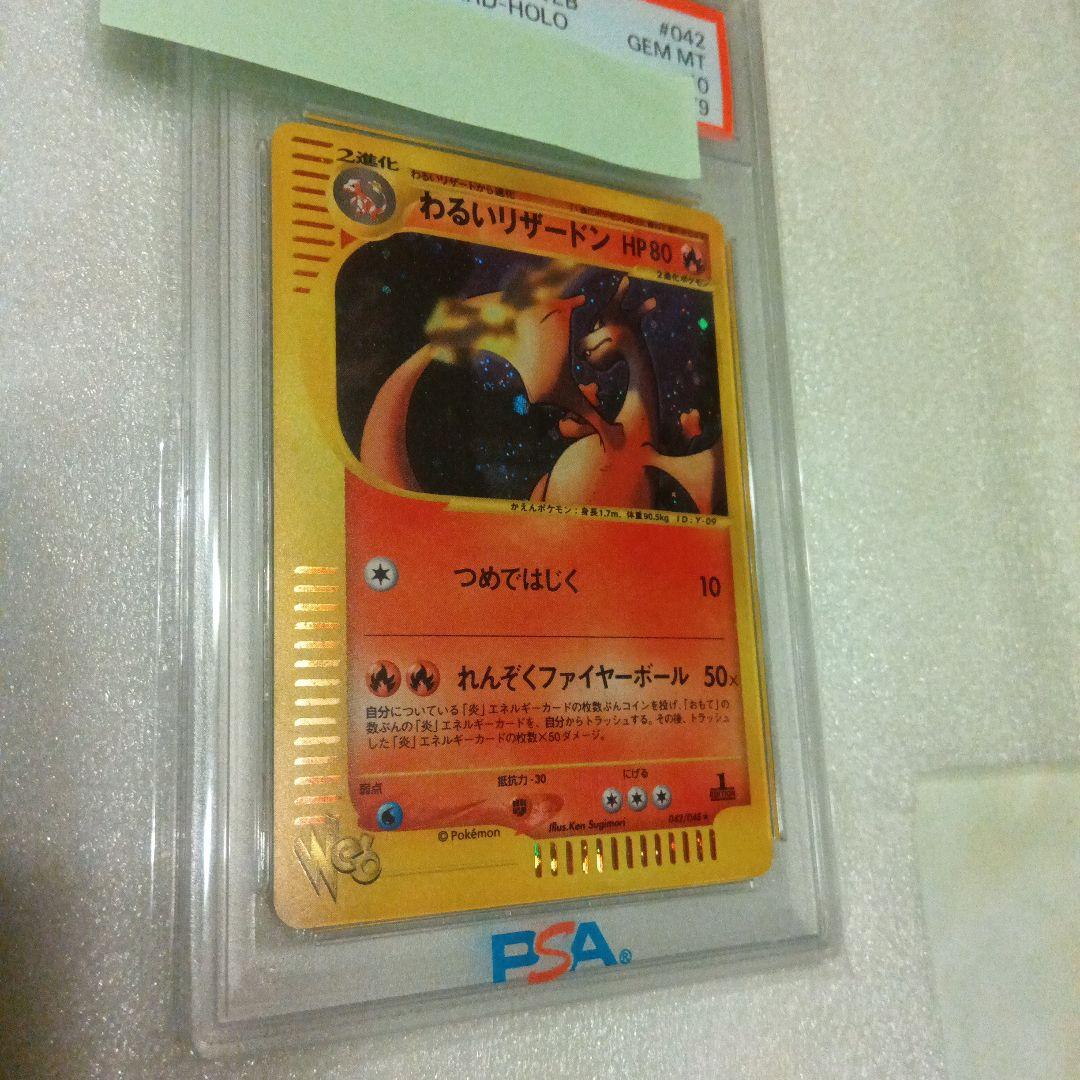 RD-HOLO
#042
GEM MT
2進化
わるいリザードから進化
わるいリザードン HP80
2進化ポケモン
かえんポケモン:身長1.7m、体重90.5kg ID:Y-09
つめではじく 10
れんぞくファイヤーボール 50×
自分についている「炎」エネルギーカードの枚数ぶんコインを投げ、「おもて」の
数ぶんの「炎」エネルギーカードを、自分からトラッシュする。その後、トラッシュ
した「炎」エネルギーカードの枚数×50ダメージ。
弱点
抵抗力-30
にげる
1
EDITION
©Pokémon
Illus.Ken Sugimori
042/048★
Web
PSA®